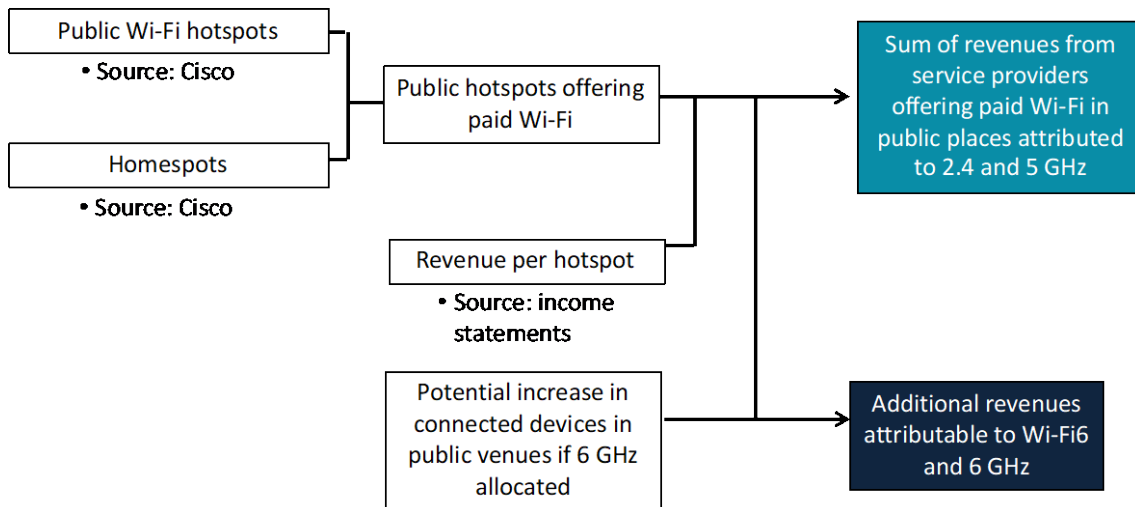 Public Wi-Fi hotspots
• Source: Cisco
Homespots
• Source: Cisco
Public hotspots offering
paid Wi-Fi
Revenue per hotspot
• Source: income
statements
Potential increase in
connected devices in
public venues if 6 GHz
allocated
Sum of revenues from
service providers
offering paid Wi-Fi in
public places attributed
to 2.4 and 5 GHz
Additional revenues
attributable to Wi-Fi6
and 6 GHz